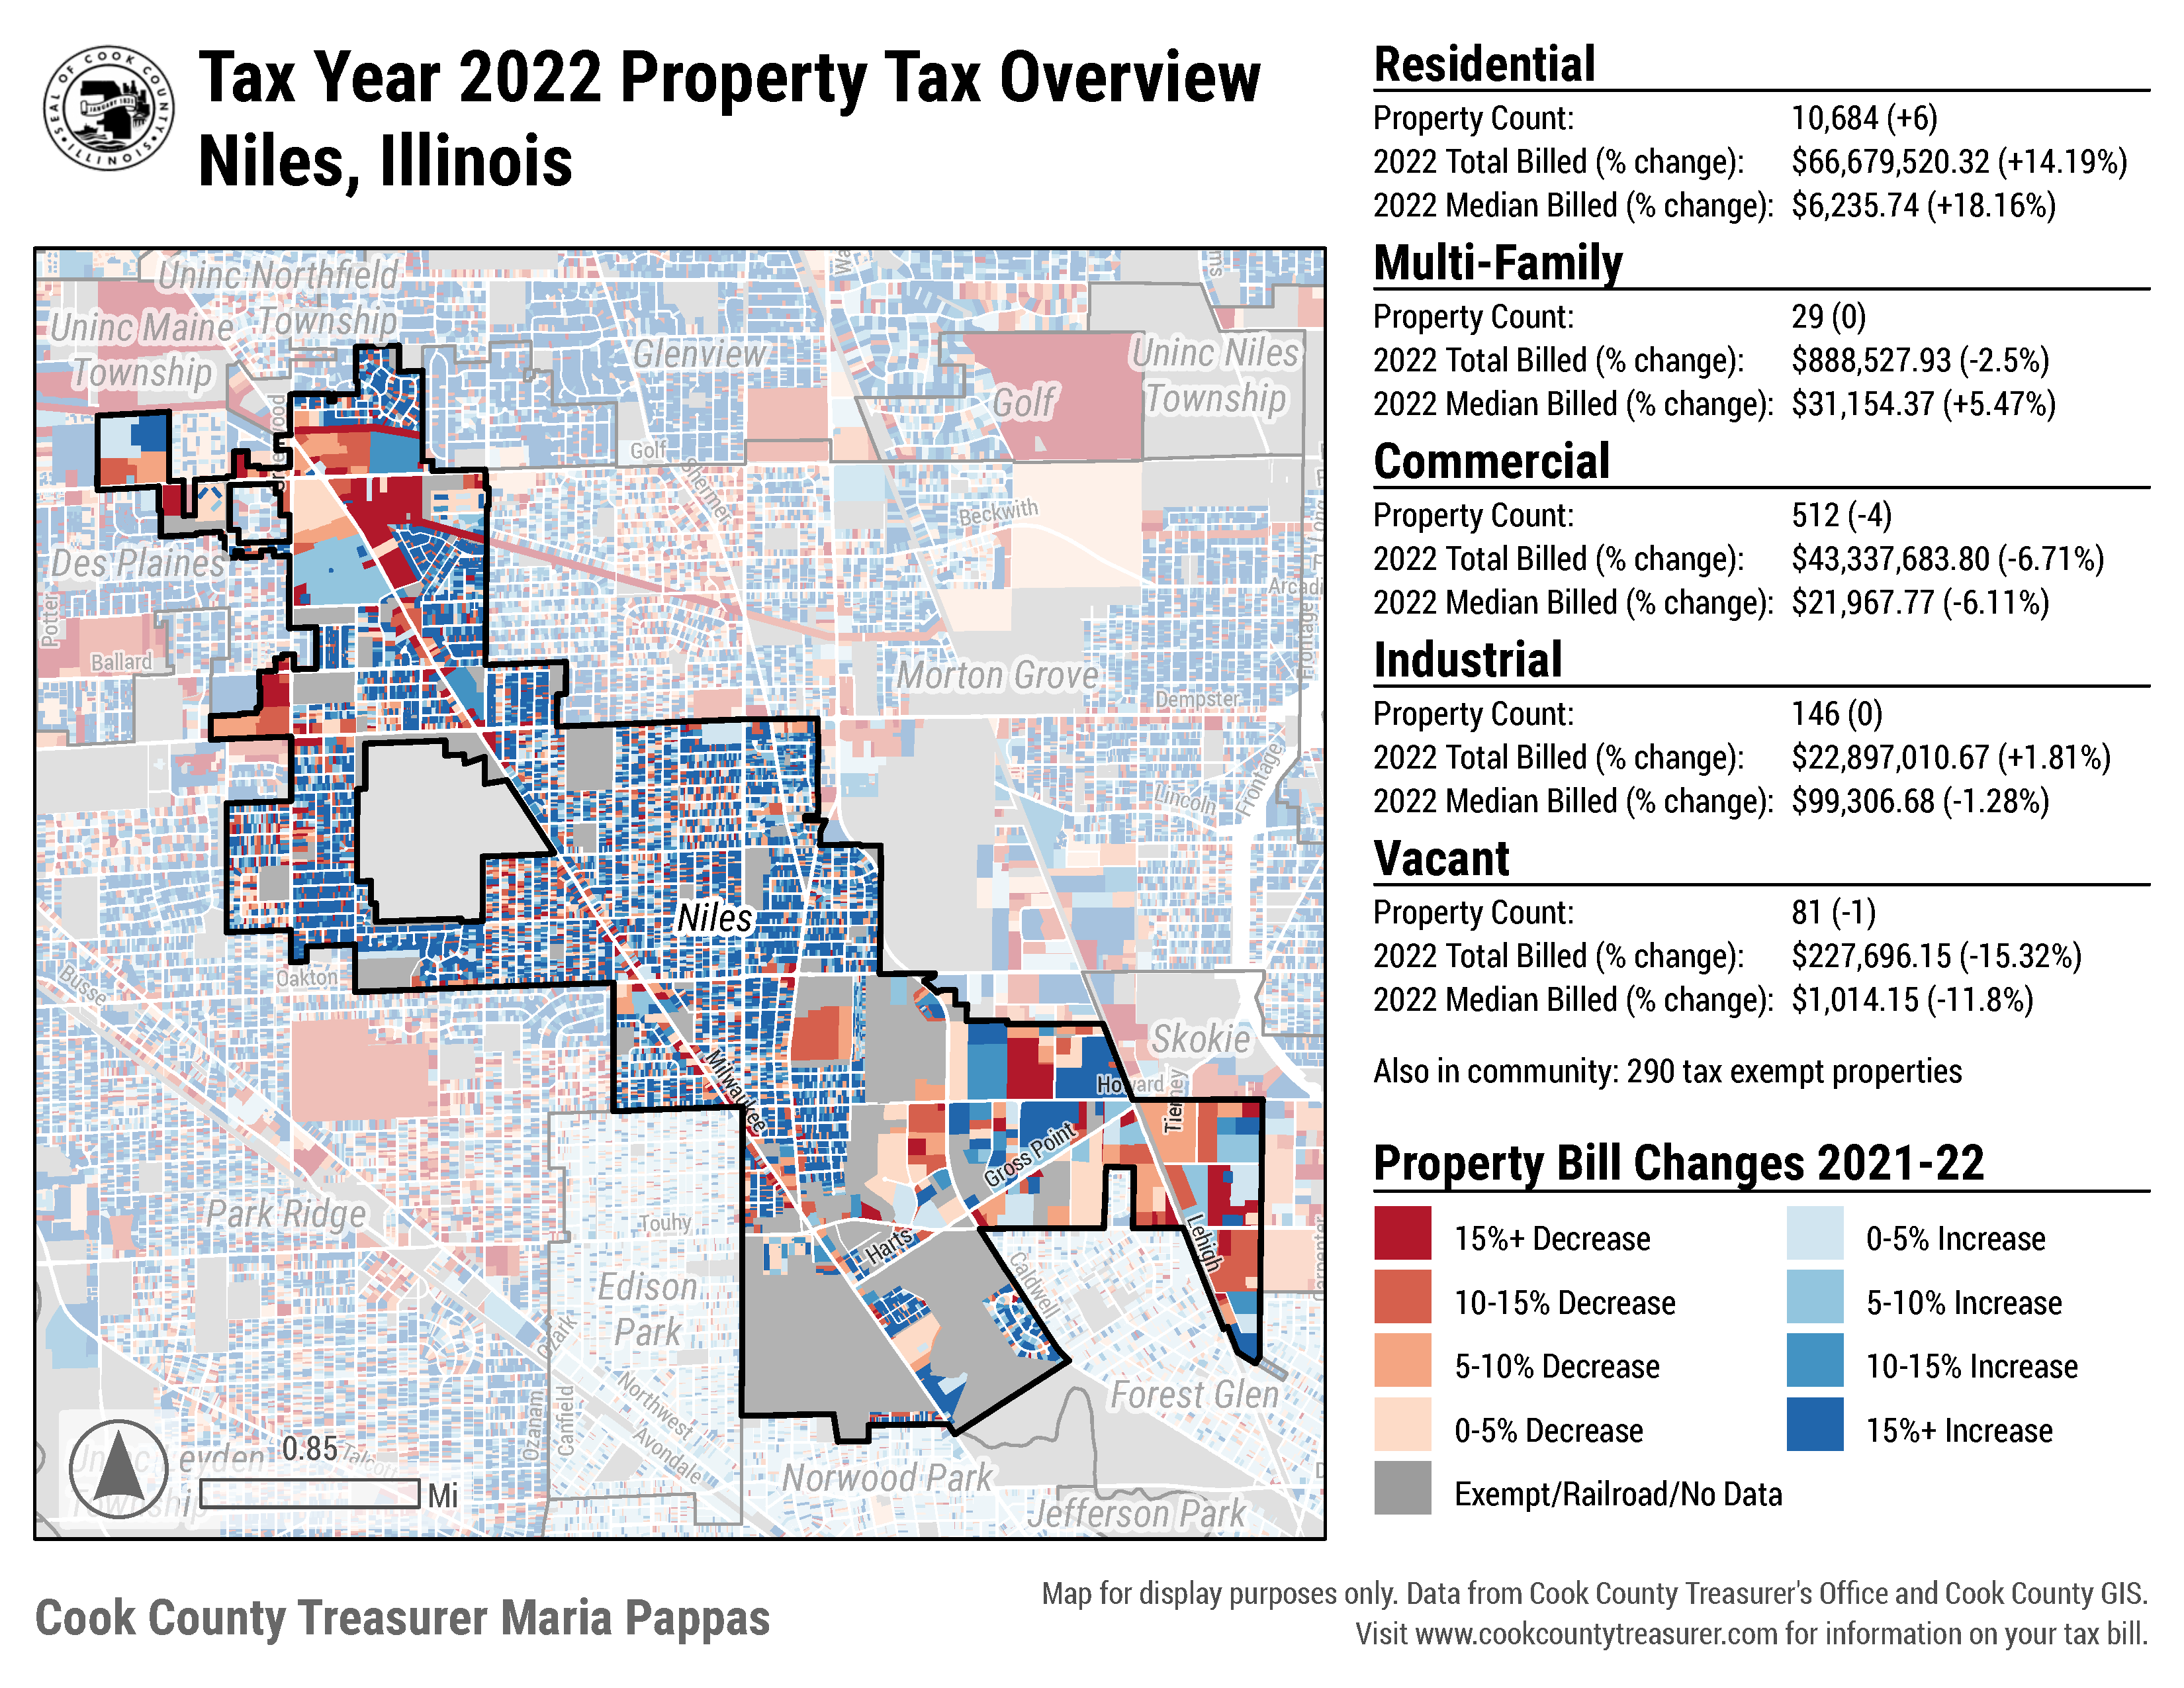 SEAL OF COOK COUNTY
JANUARY 1831
ILLINOIS
Tax Year 2022 Property Tax Overview
Niles, Illinois
Uninc Northfield
Township
Uninc Maine
Township
Glenview
Golf
Uninc Niles
Township
Golf
Shermer
Beckwith
Des Plaines
Potter
Ballard
Morton Grove
Frontage
Dempster
Lincoln
Frontage
Niles
Busse
Oakton
Skokie
Howard
Tierney
Milwaukee
Gross Point
Park Ridge
Touhy
Harts
Lehigh
Caldwell
Edison
Park
Ozark
Forest Glen
Northwest
Avondale
Ozanam
Canfield
Talcott
Norwood Park
Jefferson Park
Township
0.85
Mi
Residential
Property Count: 10,684 (+6)
2022 Total Billed (% change): $66,679,520.32 (+14.19%)
2022 Median Billed (% change): $6,235.74 (+18.16%)
Multi-Family
Property Count: 29 (0)
2022 Total Billed (% change): $888,527.93 (-2.5%)
2022 Median Billed (% change): $31,154.37 (+5.47%)
Commercial
Property Count: 512 (-4)
2022 Total Billed (% change): $43,337,683.80 (-6.71%)
2022 Median Billed (% change): $21,967.77 (-6.11%)
Industrial
Property Count: 146 (0)
2022 Total Billed (% change): $22,897,010.67 (+1.81%)
2022 Median Billed (% change): $99,306.68 (-1.28%)
Vacant
Property Count: 81 (-1)
2022 Total Billed (% change): $227,696.15 (-15.32%)
2022 Median Billed (% change): $1,014.15 (-11.8%)
Also in community: 290 tax exempt properties
Property Bill Changes 2021-22
15%+ Decrease
10-15% Decrease
5-10% Decrease
0-5% Decrease
Exempt/Railroad/No Data
0-5% Increase
5-10% Increase
10-15% Increase
15%+ Increase
Cook County Treasurer Maria Pappas
Map for display purposes only. Data from Cook County Treasurer's Office and Cook County GIS.
Visit www.cookcountytreasurer.com for information on your tax bill.